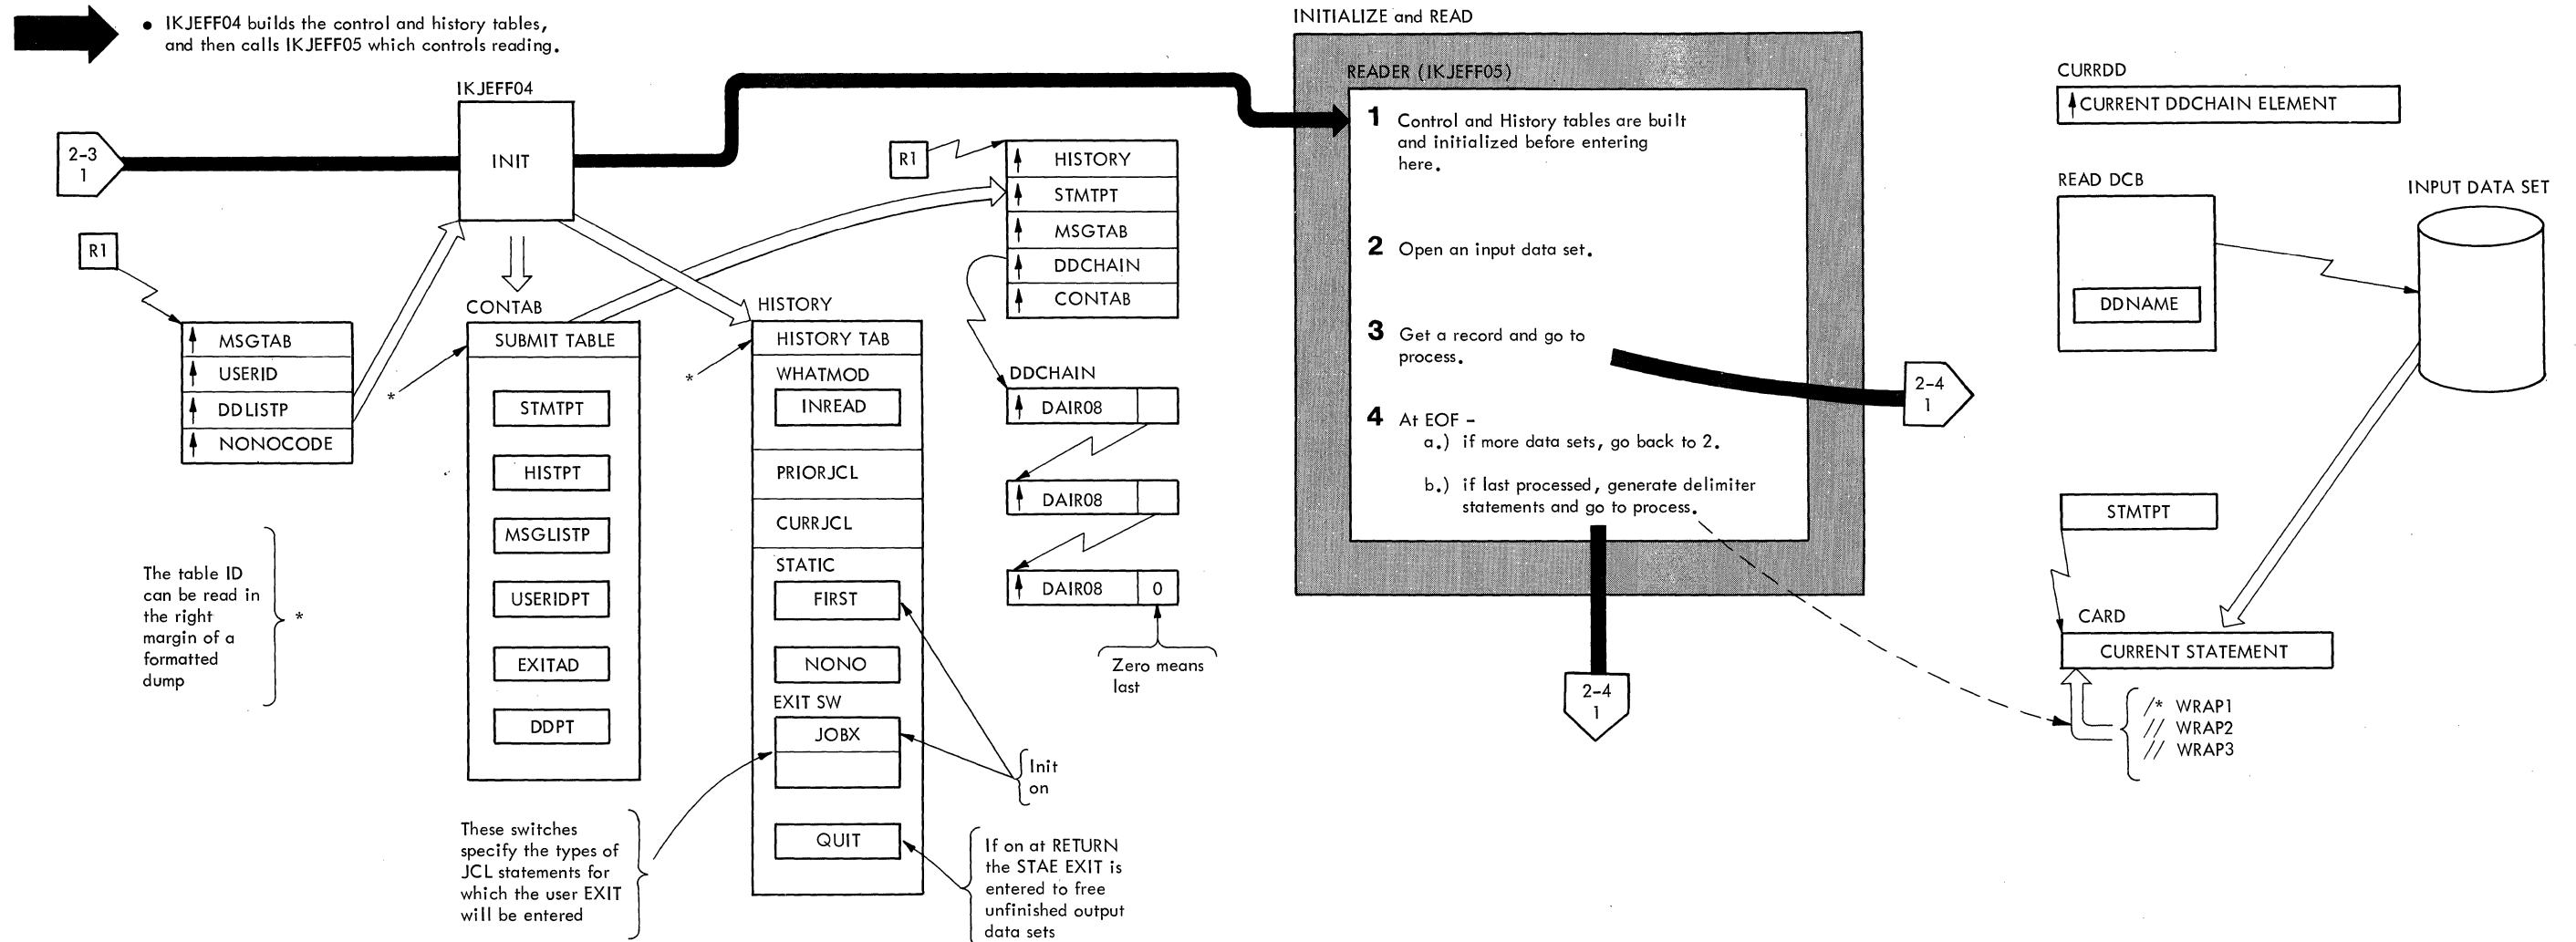 • IKJEFF04 builds the control and history tables,
and then calls IKJEFF05 which controls reading.
IKJEFF04
INIT
2-3
1
R1
MSGTAB
USERID
DDLISTP
NONOCODE
The table ID
can be read in
the right
margin of a
formatted
dump
*
*
CONTAB
SUBMIT TABLE
STMTPT
HISTPT
MSGLISTP
USERIDPT
EXITAD
DDPT
These switches
specify the types of
JCL statements for
which the user EXIT
will be entered
*
HISTORY
HISTORY TAB
WHATMOD
INREAD
PRIORJCL
CURRJCL
STATIC
FIRST
NONO
EXIT SW
JOBX
QUIT
Init
on
If on at RETURN
the STAE EXIT is
entered to free
unfinished output
data sets
R1
HISTORY
STMTPT
MSGTAB
DDCHAIN
CONTAB
DDCHAIN
DAIR08
DAIR08
DAIR08 0
Zero means
last
INITIALIZE and READ
READER (IKJEFF05)
1 Control and History tables are built
and initialized before entering
here.
2 Open an input data set.
3 Get a record and go to
process.
4 At EOF -
a.) if more data sets, go back to 2.
b.) if last processed, generate delimiter
statements and go to process.
2-4
1
2-4
1
CURRDD
CURRENT DDCHAIN ELEMENT
READ DCB
DDNAME
INPUT DATA SET
STMTPT
CARD
CURRENT STATEMENT
/* WRAP1
// WRAP2
// WRAP3